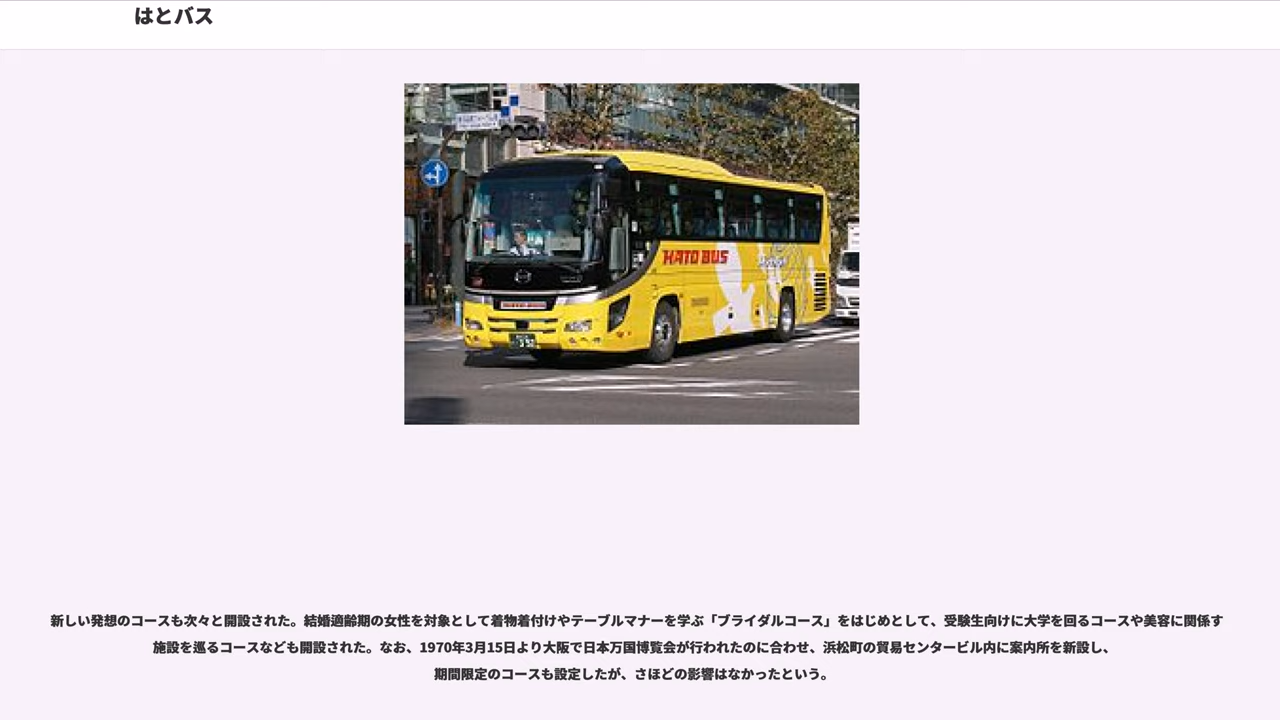 はとバス
HATO BUS
HATO BUS
新しい発想のコースも次々と開設された。結婚適齢期の女性を対象として着物着付けやテーブルマナーを学ぶ「ブライダルコース」をはじめとして、受験生向けに大学を回るコースや美容に関係す
施設を巡るコースなども開設された。なお、1970年3月15日より大阪で日本万国博覧会が行われたのに合わせ、浜松町の貿易センタービル内に案内所を新設し、
期間限定のコースも設定したが、さほどの影響はなかったという。